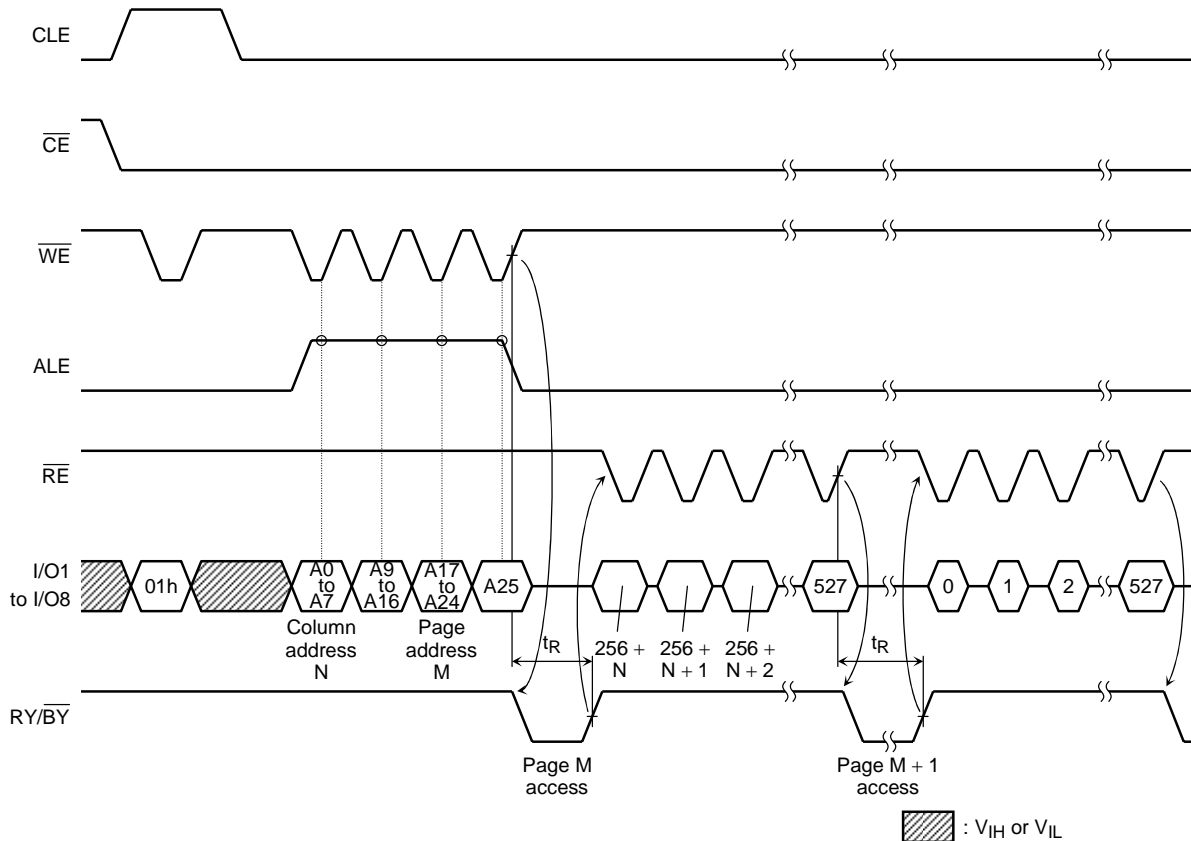 CLE
CE
WE
ALE
RE
I/O1
to I/O8
01h
A0
to
A7
A9
to
A16
A17
to
A24
A25
527
0
1
2
527
Column
address
N
Page
address
M
tR
256 +
N
256 +
N + 1
256 +
N + 2
tR
RY/BY
Page M
access
Page M + 1
access
: VIH or VIL